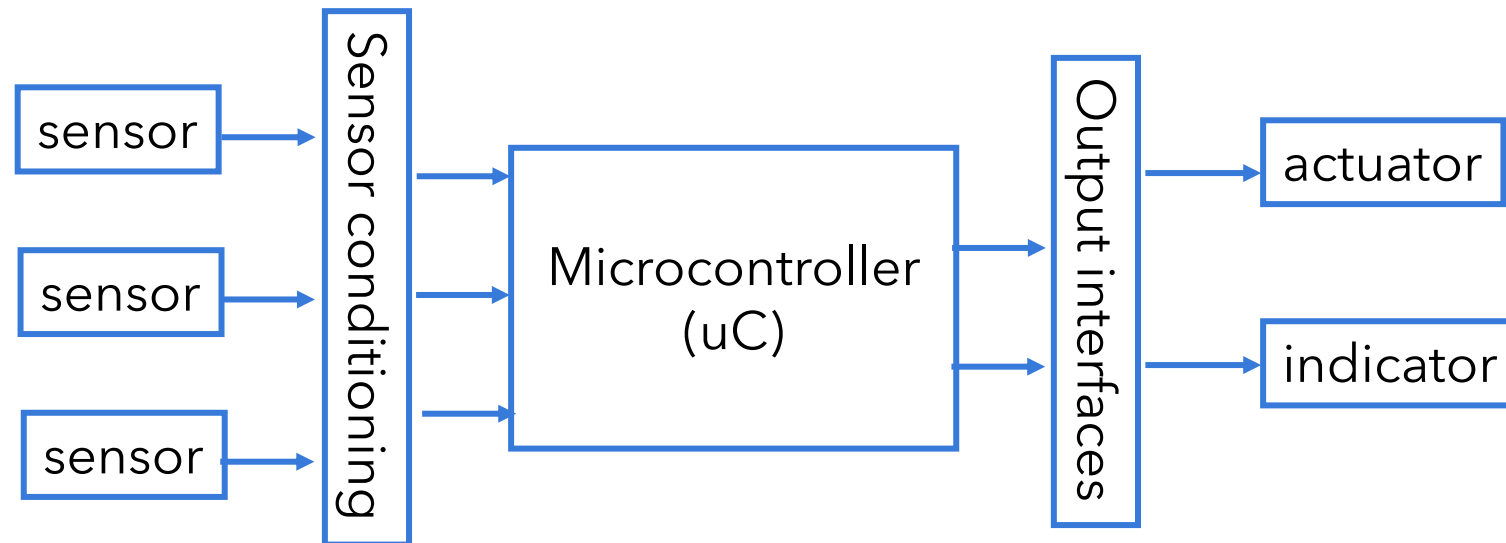 sensor
sensor
sensor
Sensor conditioning
Microcontroller
(uC)
Output interfaces
actuator
indicator